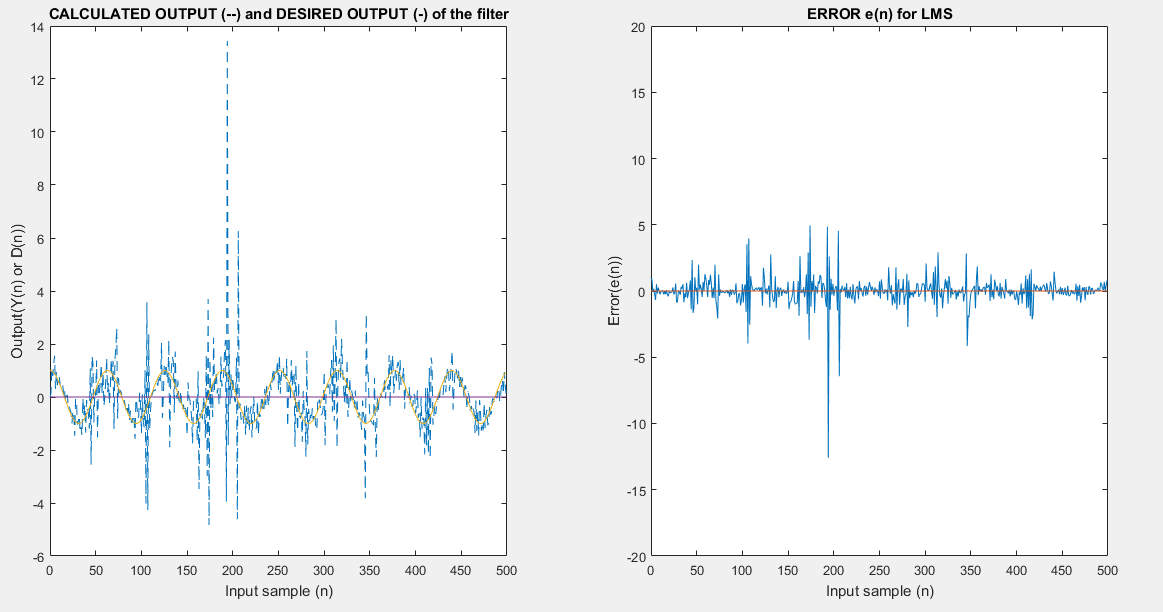 CALCULATED OUTPUT (--) and DESIRED OUTPUT (-) of the filter
14
12
10
8
6
4
2
0
-2
-4
-6
Output(Y(n) or D(n))
0 50 100 150 200 250 300 350 400 450 500
Input sample (n)
ERROR e(n) for LMS
20
15
10
5
0
-5
-10
-15
-20
Error(e(n))
0 50 100 150 200 250 300 350 400 450 500
Input sample (n)